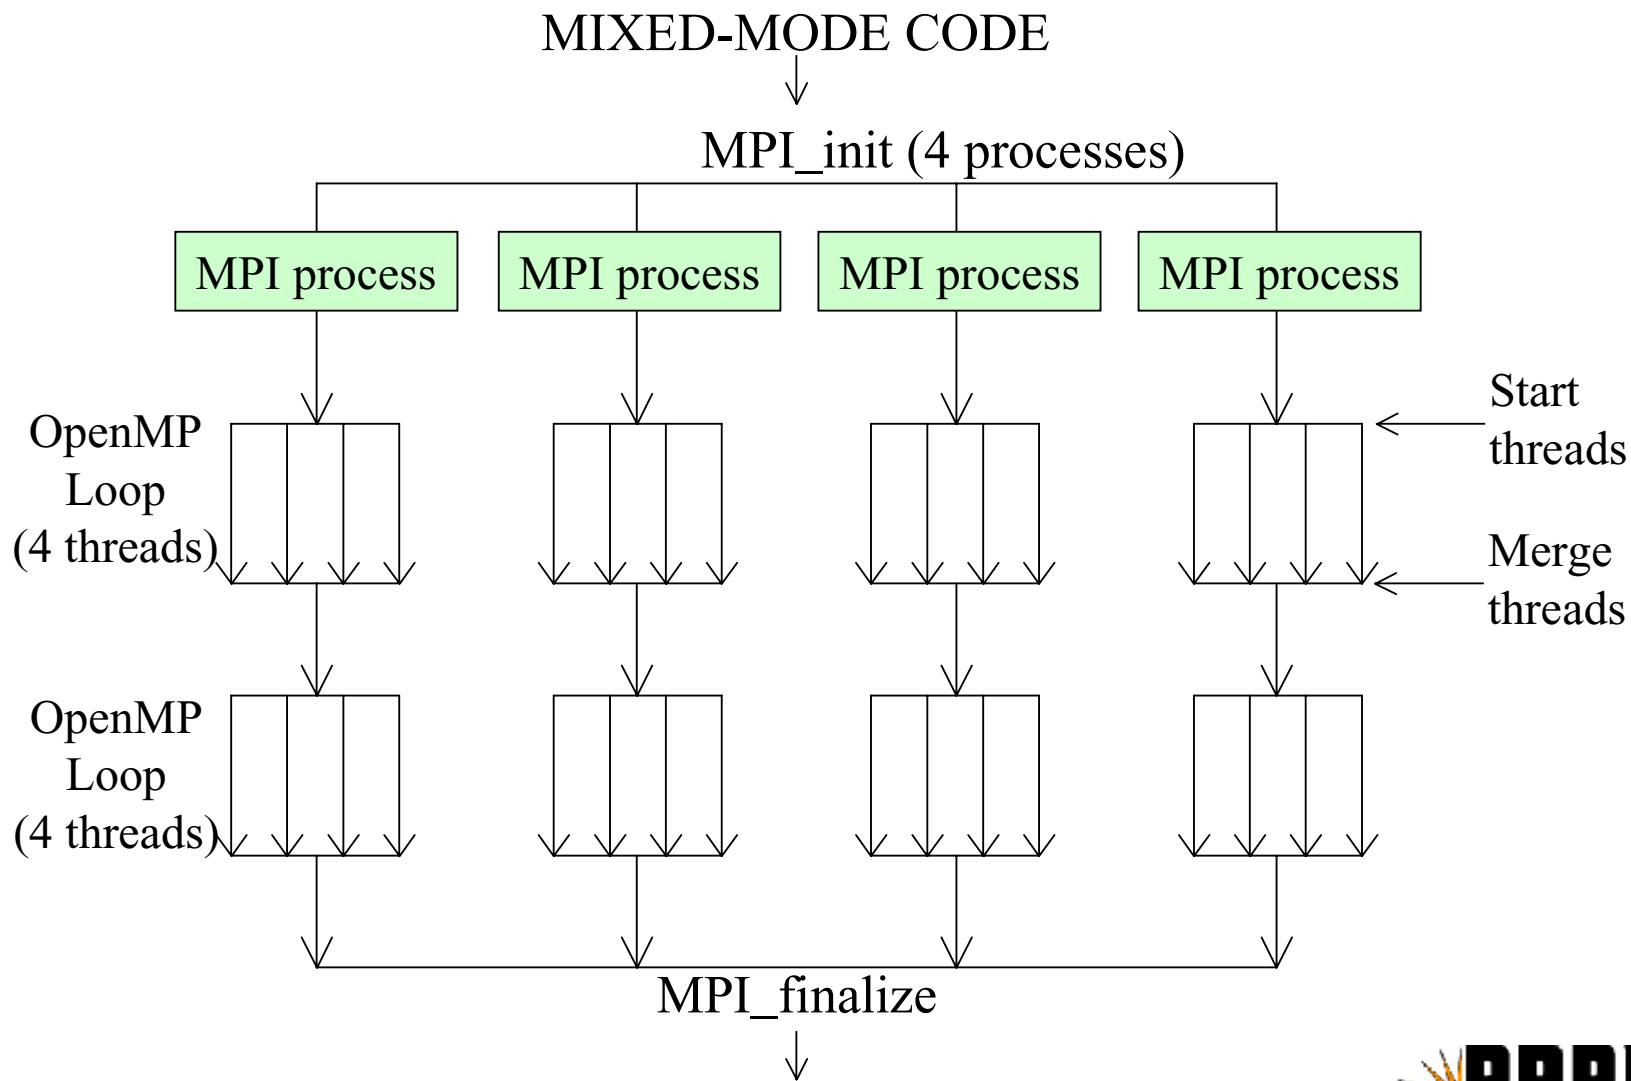 MIXED-MODE CODE
MPI_init (4 processes)
MPI process
MPI process
MPI process
MPI process
OpenMP
Loop
(4 threads)
Start
threads
Merge
threads
OpenMP
Loop
(4 threads)
MPI_finalize